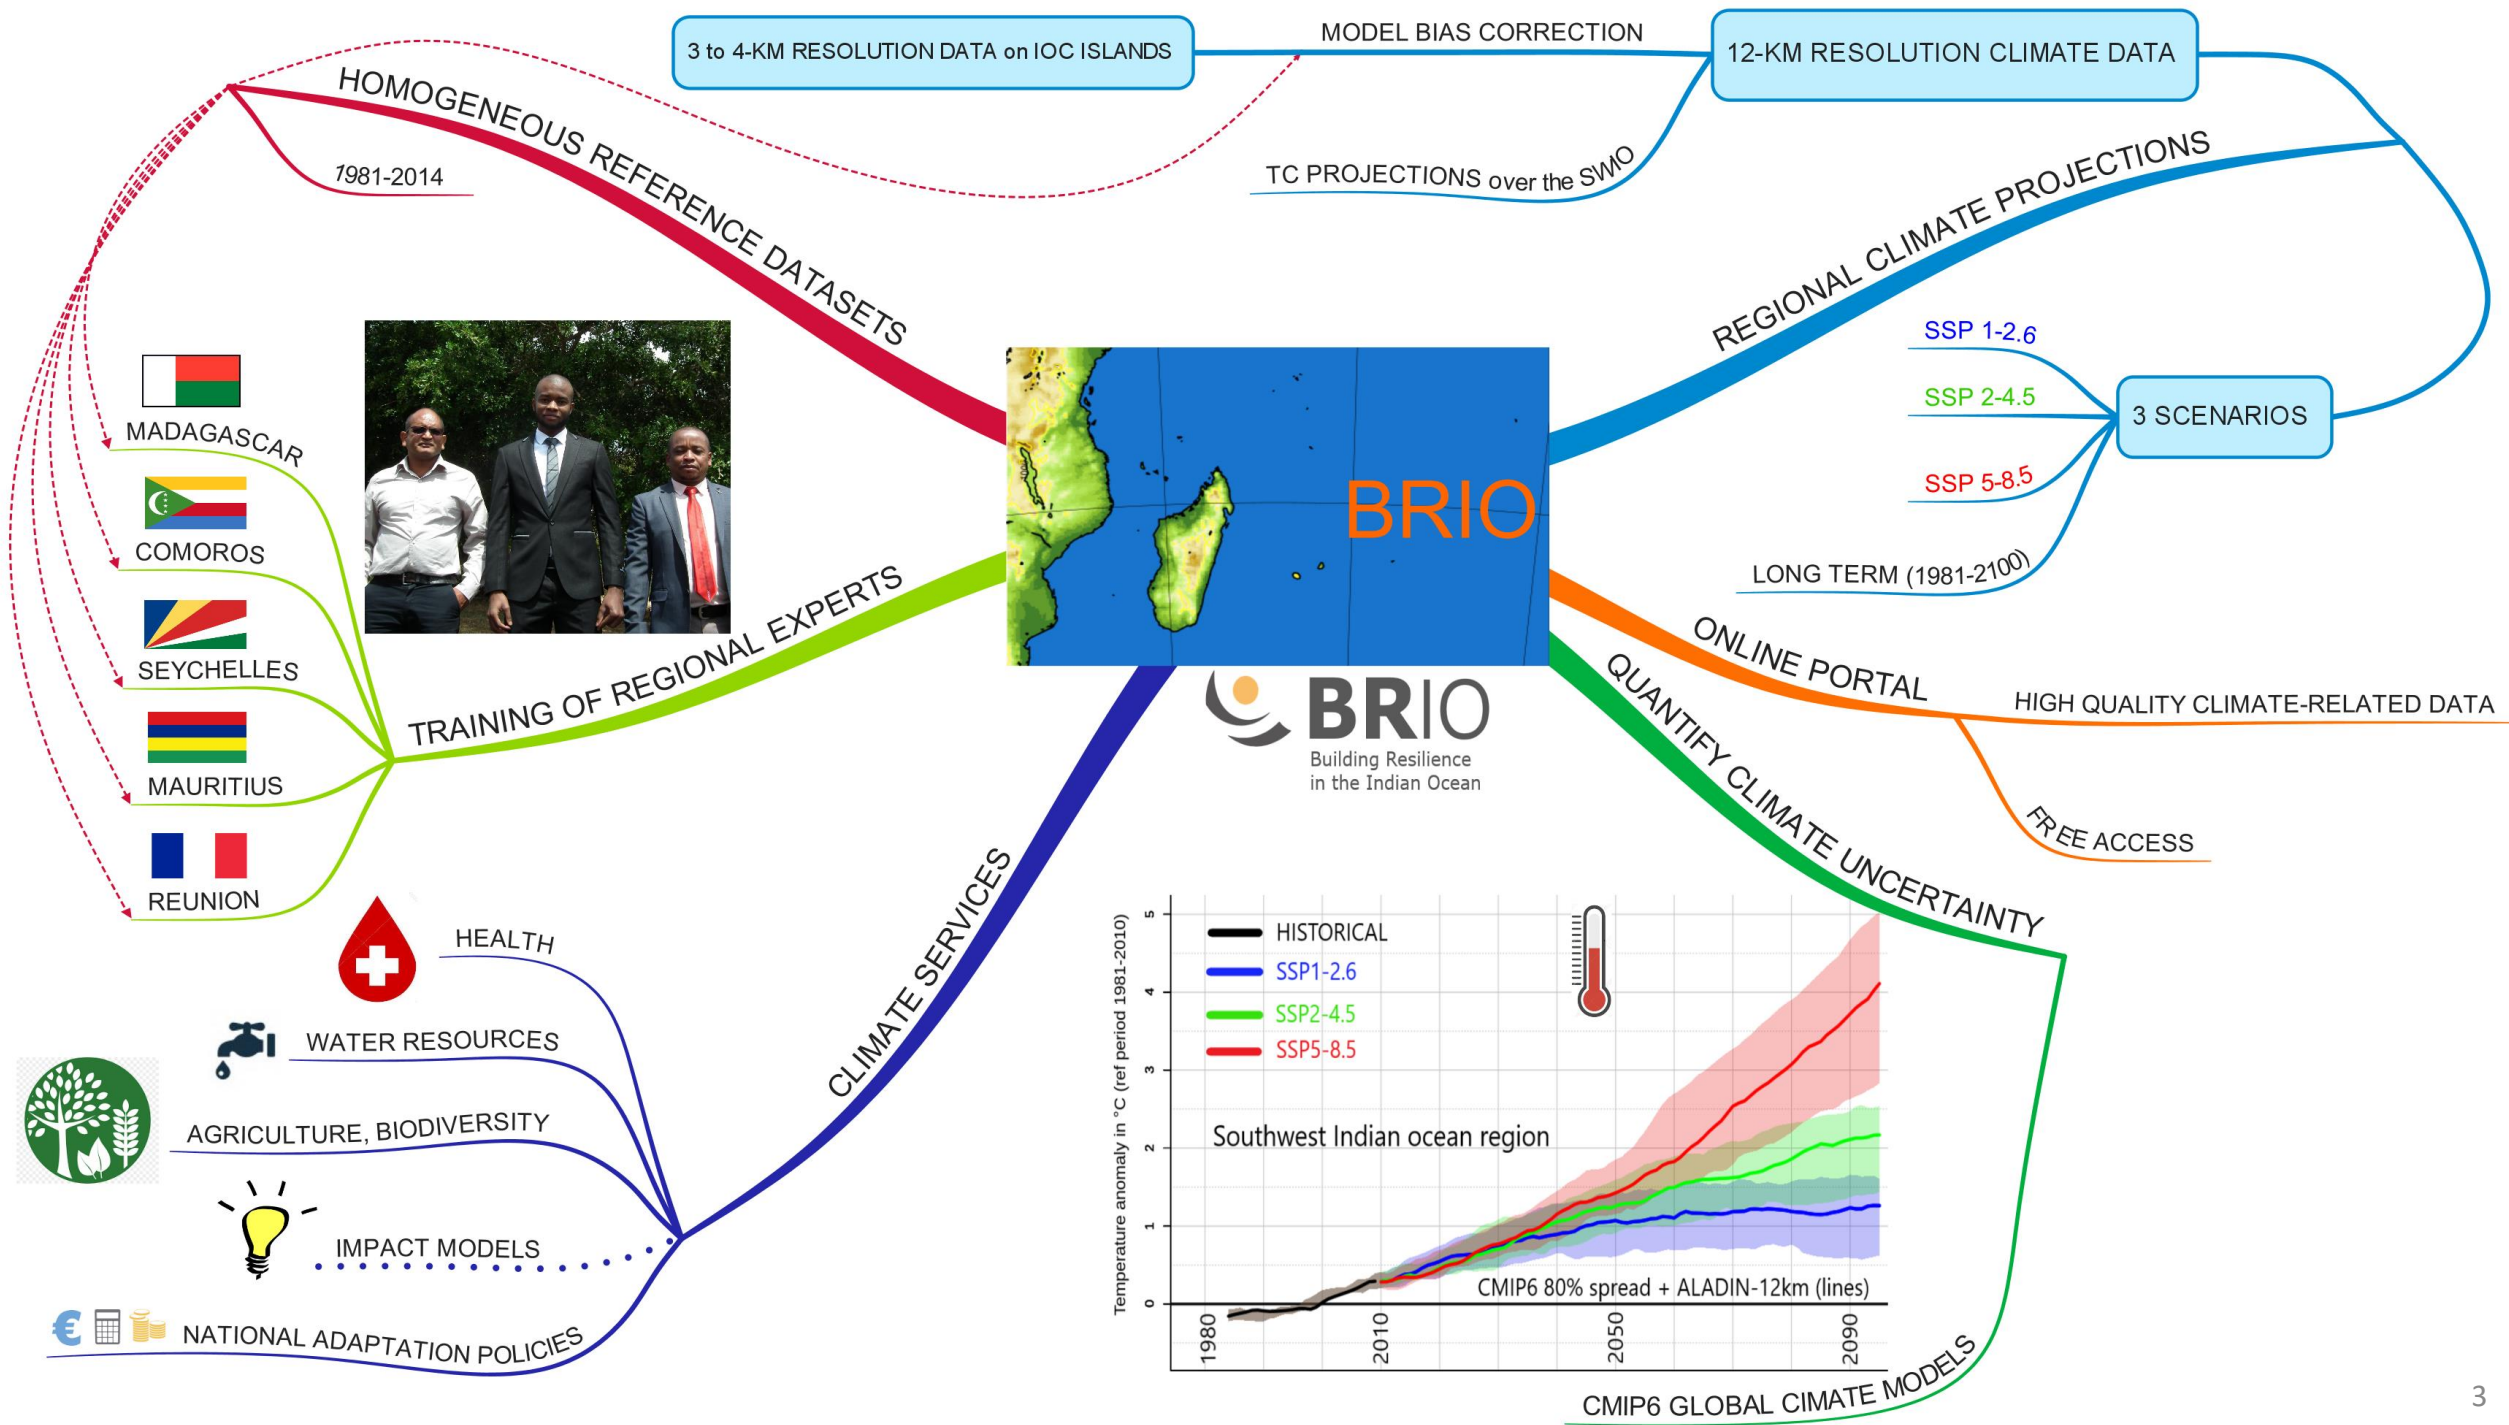 3 to 4-KM RESOLUTION DATA on IOC ISLANDS
MODEL BIAS CORRECTION
12-KM RESOLUTION CLIMATE DATA
TC PROJECTIONS over the SWIO
HOMOGENEOUS REFERENCE DATASETS
1981-2014
REGIONAL CLIMATE PROJECTIONS
SSP 1-2.6
SSP 2-4.5
SSP 5-8.5
3 SCENARIOS
LONG TERM (1981-2100)
MADAGASCAR
COMOROS
SEYCHELLES
MAURITIUS
REUNION
TRAINING OF REGIONAL EXPERTS
BRIO
BRIO
Building Resilience
in the Indian Ocean
ONLINE PORTAL
HIGH QUALITY CLIMATE-RELATED DATA
FREE ACCESS
QUANTIFY CLIMATE UNCERTAINTY
CLIMATE SERVICES
HEALTH
WATER RESOURCES
AGRICULTURE, BIODIVERSITY
IMPACT MODELS
€
NATIONAL ADAPTATION POLICIES
Temperature anomaly in °C (ref period 1981-2010)
5
4
3
2
1
0
HISTORICAL
SSP1-2.6
SSP2-4.5
SSP5-8.5
Southwest Indian ocean region
CMIP6 80% spread + ALADIN-12km (lines)
1980
2010
2050
2090
CMIP6 GLOBAL CIMATE MODELS
3